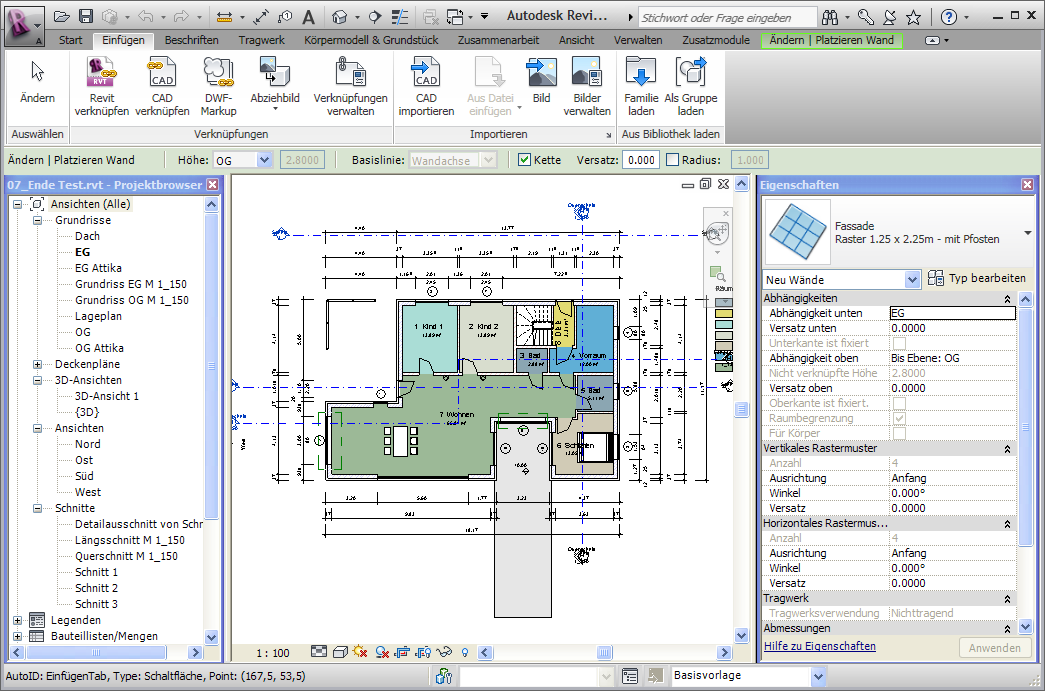 Autodesk Revi...
Stichwort oder Frage eingeben
Start
Einfügen
Beschriften
Tragwerk
Körpermodell & Grundstück
Zusammenarbeit
Ansicht
Verwalten
Zusatzmodule
Ändern | Platzieren Wand
Ändern
Revit verknüpfen
CAD verknüpfen
DWF-Markup
Abziehbild
Verknüpfungen verwalten
CAD importieren
Aus Datei einfügen
Bild
Bilder verwalten
Familie laden
Als Gruppe laden
Auswählen
Verknüpfungen
Importieren
Aus Bibliothek laden
Ändern | Platzieren Wand
Höhe: OG
2.8000
Basislinie: Wandachse
Kette
Versatz: 0.000
Radius: 1.000
07_Ende Test.rvt - Projektbrowser
Ansichten (Alle)
Grundrisse
Dach
EG
EG Attika
Grundriss EG M 1_150
Grundriss OG M 1_150
Lageplan
OG
OG Attika
Deckenpläne
3D-Ansichten
3D-Ansicht 1
{3D}
Ansichten
Nord
Ost
Süd
West
Schnitte
Detailausschnitt von Schr
Längsschnitt M 1_150
Querschnitt M 1_150
Schnitt 1
Schnitt 2
Schnitt 3
Legenden
Bauteillisten/Mengen
1 Kind 1
2 Kind 2
3 Bad
4 Vorraum
5 Bad
7 Wohnen
1 : 100
Eigenschaften
Fassade
Raster 1.25 x 2.25m - mit Pfosten
Neu Wände
Typ bearbeiten
Abhängigkeiten
Abhängigkeit unten EG
Versatz unten 0.0000
Unterkante ist fixiert
Abhängigkeit oben Bis Ebene: OG
Nicht verknüpfte Höhe 2.8000
Versatz oben 0.0000
Oberkante ist fixiert.
Raumbegrenzung
Für Körper
Vertikales Rastermuster
Anzahl 4
Ausrichtung Anfang
Winkel 0.000°
Versatz 0.0000
Horizontales Rastermus...
Anzahl 4
Ausrichtung Anfang
Winkel 0.000°
Versatz 0.0000
Tragwerk
Tragwerksverwendung Nichttragend
Abmessungen
Hilfe zu Eigenschaften
Anwenden
AutoID: EinfügenTab, Type: Schaltfläche, Point: (167,5, 53,5)
Basisvorlage